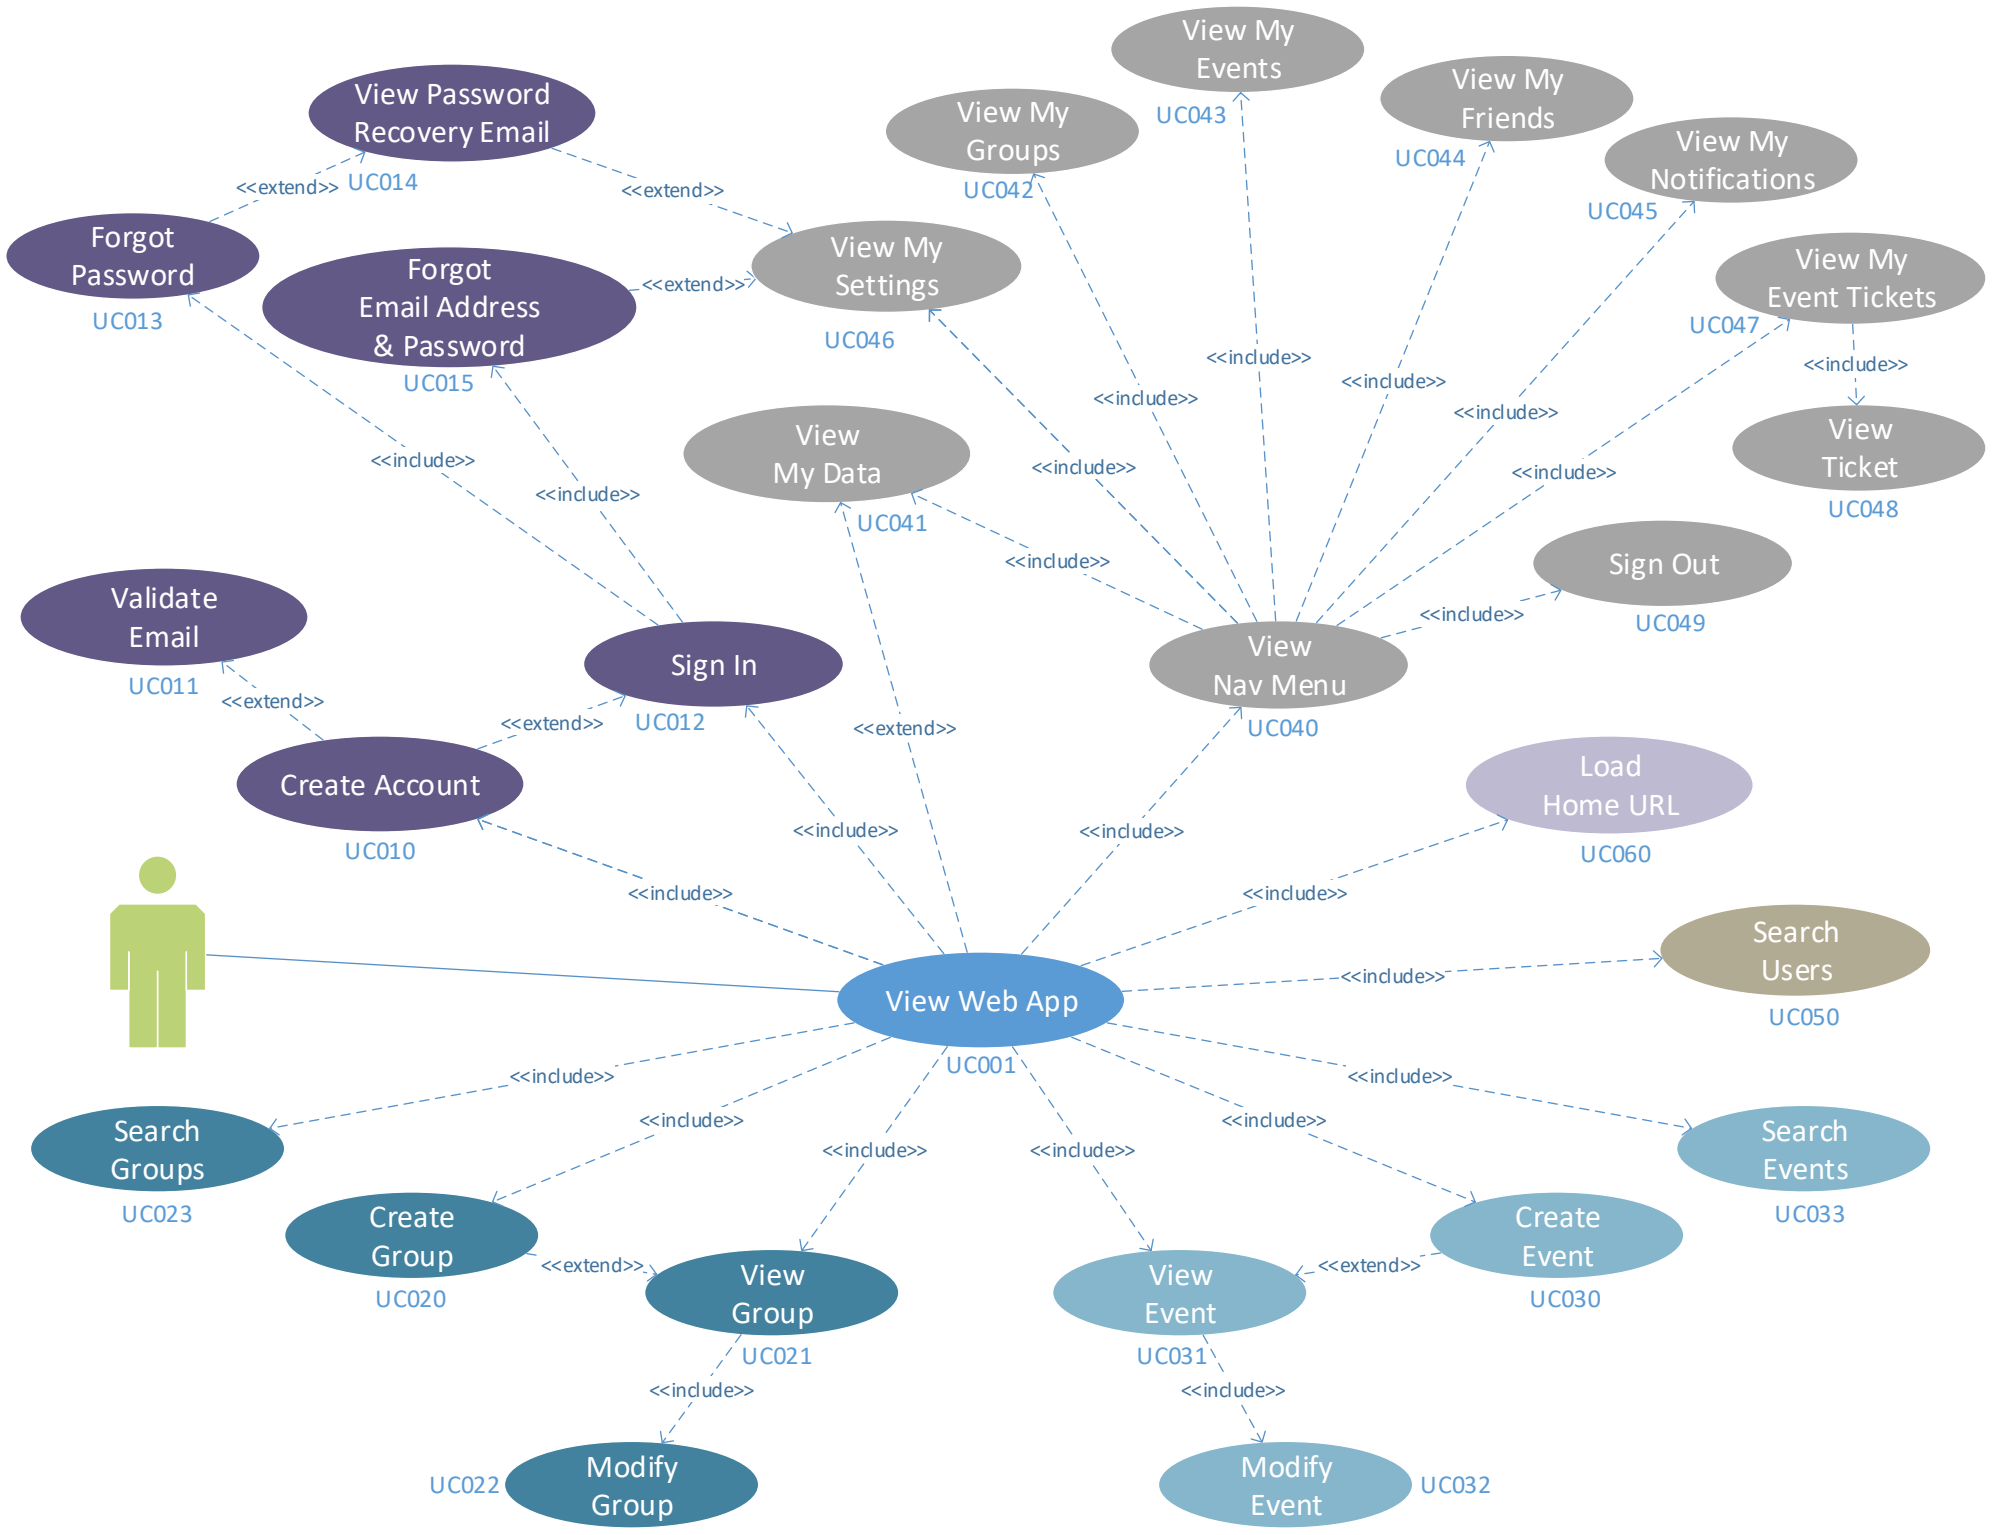 View My
Events
UC043
View My
Friends
UC044
View Password
Recovery Email
UC014
View My
Groups
UC042
View My
Notifications
UC045
<<extend>>
<<extend>>
Forgot
Password
UC013
Forgot
Email Address
& Password
UC015
<<extend>>
View My
Settings
UC046
View My
Event Tickets
UC047
<<include>>
<<include>>
<<include>>
<<include>>
<<include>>
View
Ticket
UC048
View
My Data
UC041
<<include>>
<<include>>
<<include>>
<<include>>
<<include>>
Sign Out
UC049
Validate
Email
UC011
<<include>>
Sign In
UC012
View
Nav Menu
UC040
<<extend>>
<<extend>>
<<extend>>
Create Account
UC010
Load
Home URL
UC060
<<include>>
<<include>>
<<include>>
<<include>>
Search
Users
UC050
<<include>>
View Web App
UC001
<<include>>
<<include>>
Search
Groups
UC023
<<include>>
<<include>>
<<include>>
<<include>>
Search
Events
UC033
Create
Group
UC020
<<extend>>
View
Group
UC021
View
Event
UC031
<<extend>>
Create
Event
UC030
<<include>>
<<include>>
UC022
Modify
Group
Modify
Event
UC032